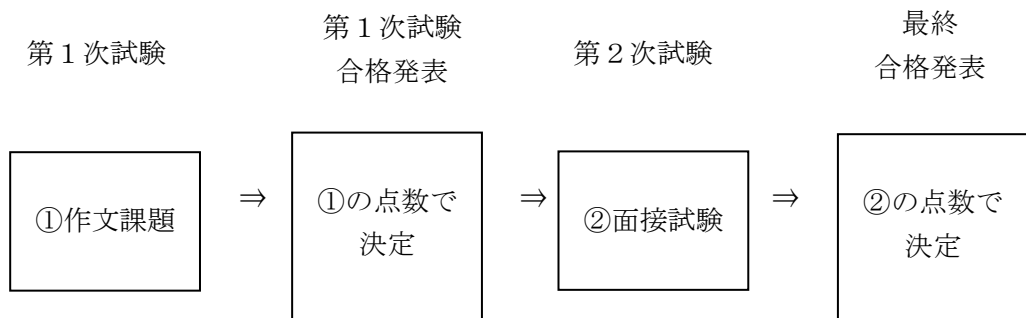 第１次試験
第１次試験
合格発表
第２次試験
最終
合格発表
①作文課題
⇒
①の点数で
決定
⇒
②面接試験
⇒
②の点数で
決定